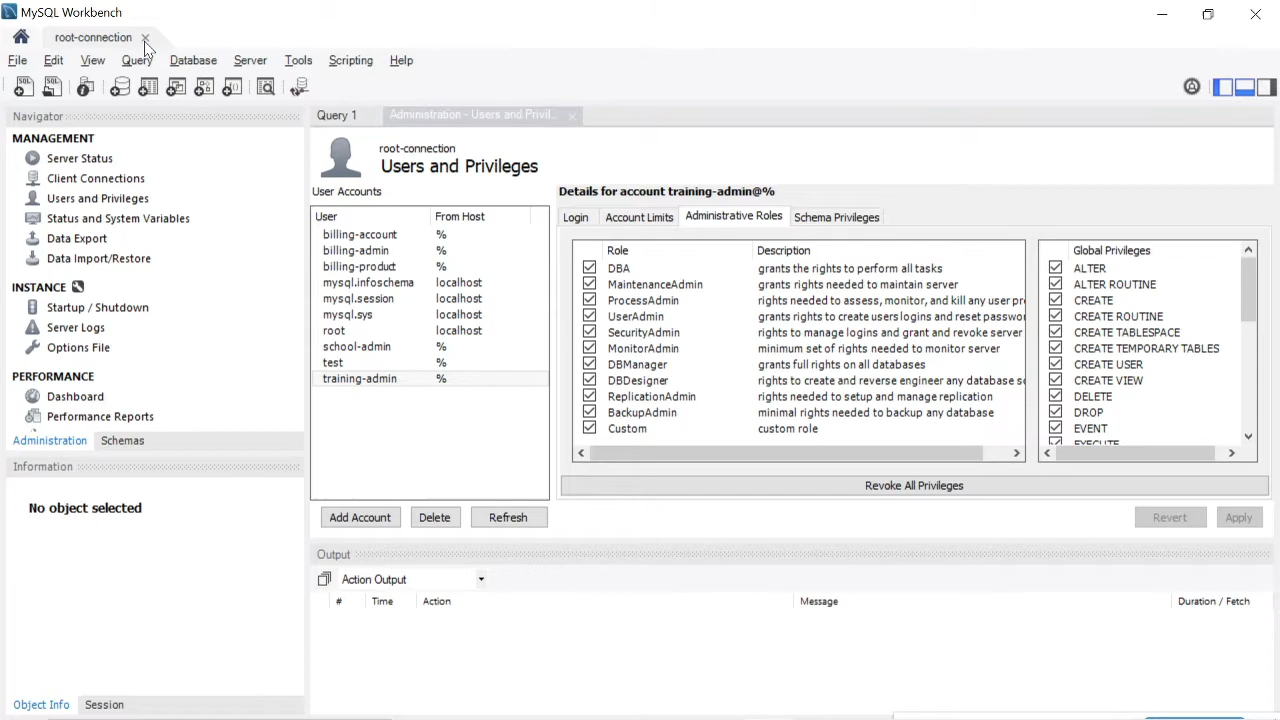 MySQL Workbench
root-connection
File Edit View Query Database Server Tools Scripting Help
Navigator
MANAGEMENT
Server Status
Client Connections
Users and Privileges
Status and System Variables
Data Export
Data Import/Restore
INSTANCE
Startup / Shutdown
Server Logs
Options File
PERFORMANCE
Dashboard
Performance Reports
Administration Schemas
Information
No object selected
Object Info Session
Query 1 Administration - Users and Privil...
root-connection
Users and Privileges
User Accounts
User From Host
billing-account %
billing-admin %
billing-product %
mysql.infoschema localhost
mysql.session localhost
mysql.sys localhost
root localhost
school-admin %
test %
training-admin %
Add Account Delete Refresh
Details for account training-admin@%
Login Account Limits Administrative Roles Schema Privileges
Role Description
DBA grants the rights to perform all tasks
MaintenanceAdmin grants rights needed to maintain server
ProcessAdmin rights needed to assess, monitor, and kill any user pr
UserAdmin grants rights to create users logins and reset passwor
SecurityAdmin rights to manage logins and grant and revoke server
MonitorAdmin minimum set of rights needed to monitor server
DBManager grants full rights on all databases
DBDesigner rights to create and reverse engineer any database sc
ReplicationAdmin rights needed to setup and manage replication
BackupAdmin minimal rights needed to backup any database
Custom custom role
Global Privileges
ALTER
ALTER ROUTINE
CREATE
CREATE ROUTINE
CREATE TABLESPACE
CREATE TEMPORARY TABLES
CREATE USER
CREATE VIEW
DELETE
DROP
EVENT
EXECUTE
Revoke All Privileges
Revert Apply
Output
Action Output
# Time Action Message Duration / Fetch